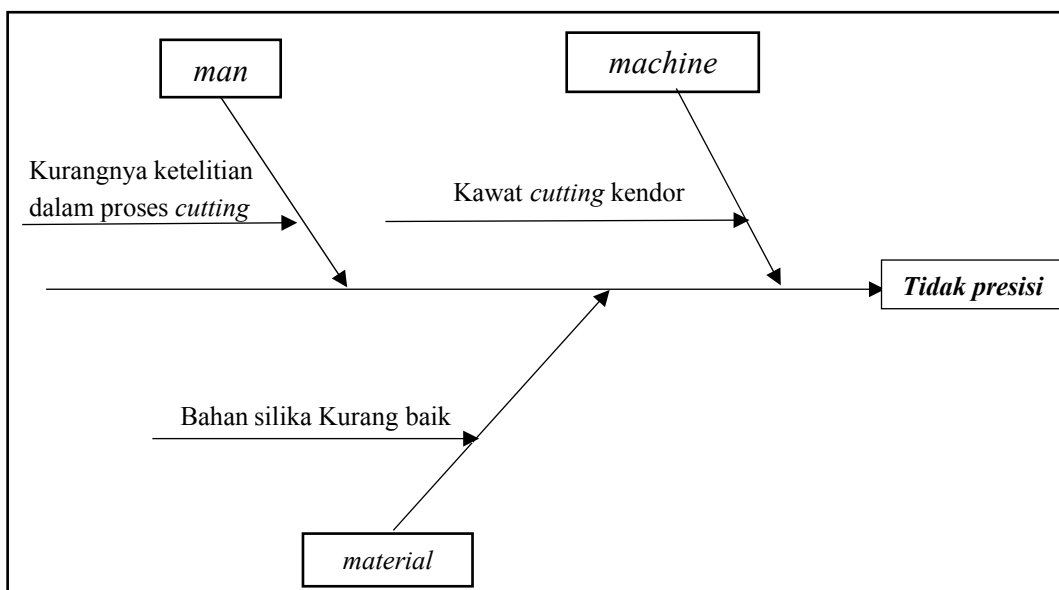 man
machine
Kurangnya ketelitian
dalam proses cutting
Kawat cutting kendor
Tidak presisi
Bahan silika Kurang baik
material